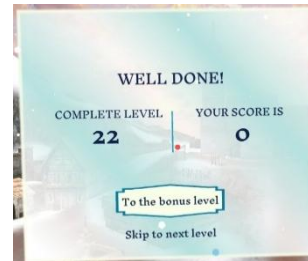 WELL DONE!
COMPLETE LEVEL
22
YOUR SCORE IS
0
To the bonus level
Skip to next level